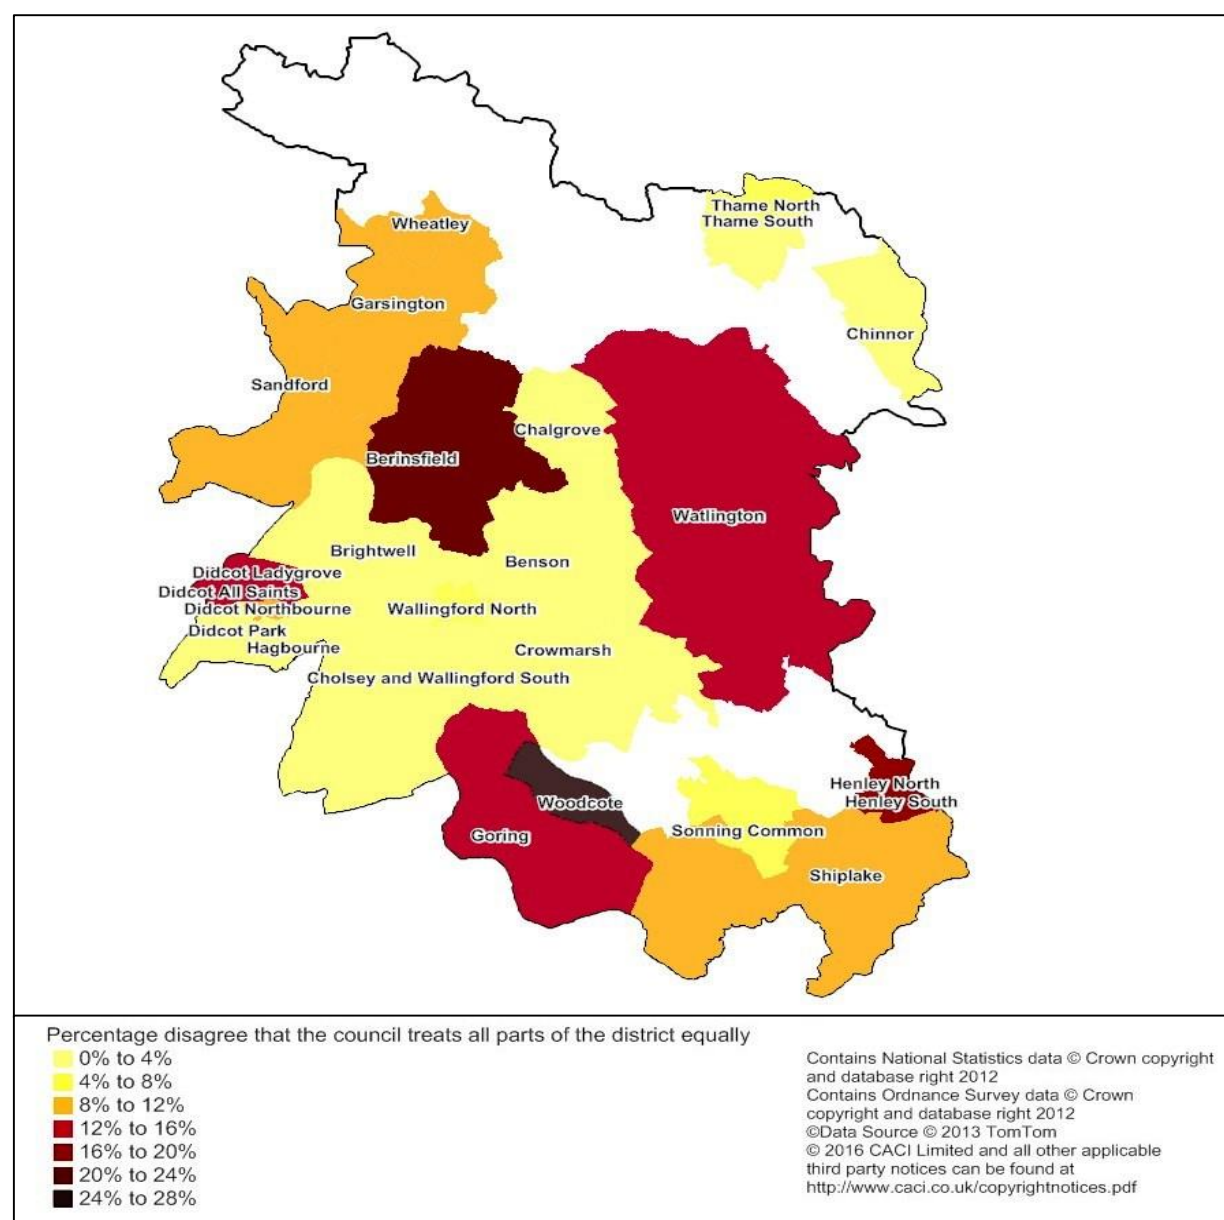 Thame North
Thame South
Wheatley
Garsington
Chinnor
Sandford
Chalgrove
Berinsfield
Watlington
Brightwell
Benson
Didcot Ladygrove
Didcot All Saints
Didcot Northbourne
Wallingford North
Didcot Park
Hagbourne
Crowmarsh
Cholsey and Wallingford South
Henley North
Henley South
Woodcote
Goring
Sonning Common
Shiplake
Percentage disagree that the council treats all parts of the district equally
0% to 4%
4% to 8%
8% to 12%
12% to 16%
16% to 20%
20% to 24%
24% to 28%
Contains National Statistics data © Crown copyright
and database right 2012
Contains Ordnance Survey data © Crown
copyright and database right 2012
©Data Source © 2013 TomTom
© 2016 CACI Limited and all other applicable
third party notices can be found at
http://www.caci.co.uk/copyrightnotices.pdf